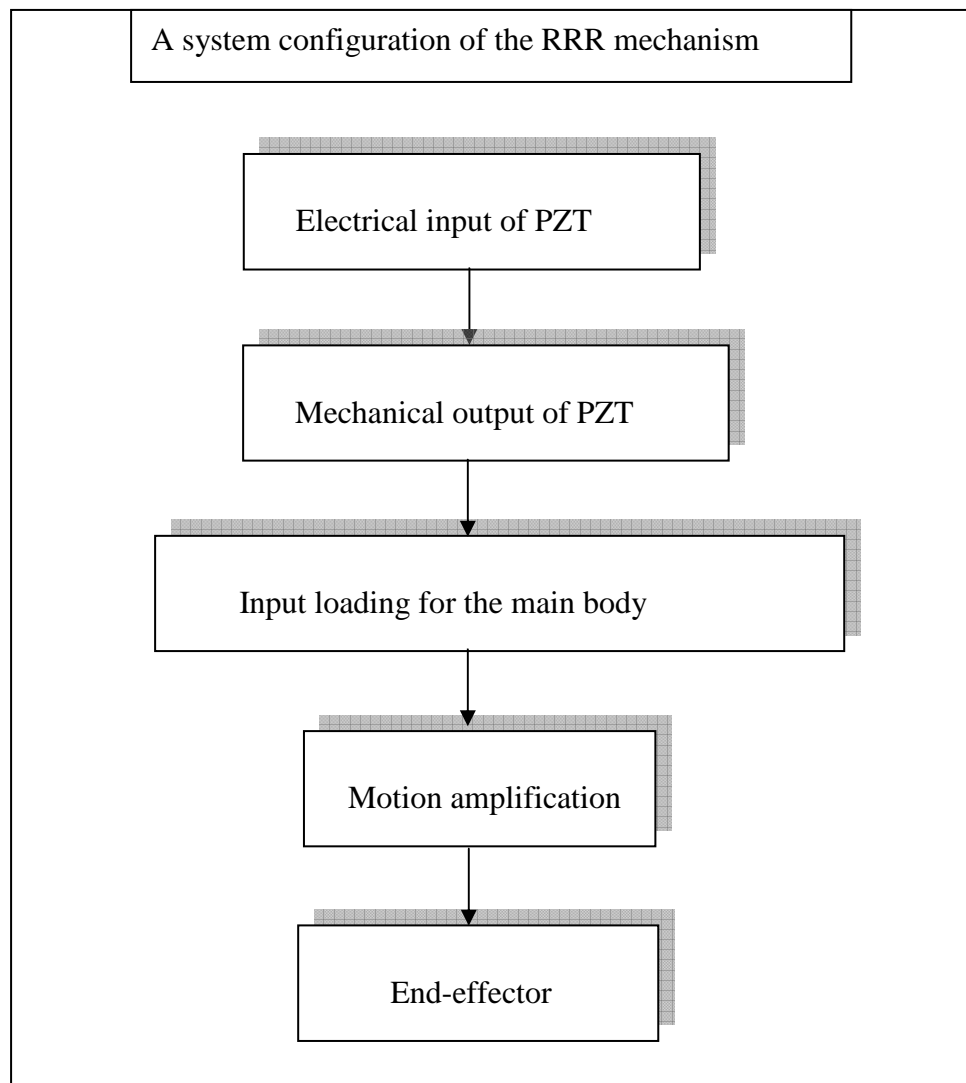 A system configuration of the RRR mechanism
Electrical input of PZT
Mechanical output of PZT
Input loading for the main body
Motion amplification
End-effector